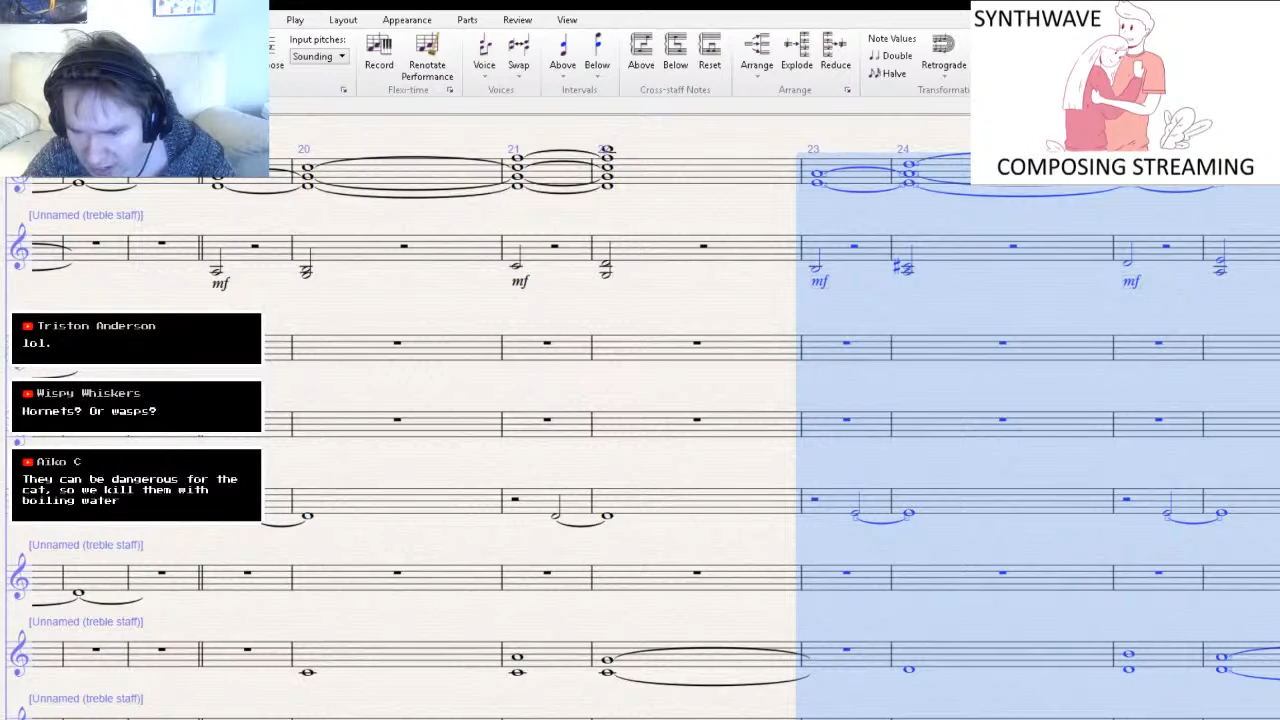 Play Layout Appearance Parts Review View
Input pitches:
Sounding
Record
Renotate
Performance
Flexi-time
Voice Swap
Voices
Above Below
Intervals
Above Below Reset
Cross-staff Notes
Arrange Explode Reduce
Arrange
Note Values
Double
Halve
Retrograde
SYNTHWAVE
COMPOSING STREAMING
20 21 23 24
[Unnamed (treble staff)]
mf mf mf mf
Triston Anderson
lol.
Wispy Whiskers
Hornets? Or wasps?
Aiko C
They can be dangerous for the
cat, so we kill them with
boiling water
[Unnamed (treble staff)]
[Unnamed (treble staff)]
[Unnamed (treble staff)]